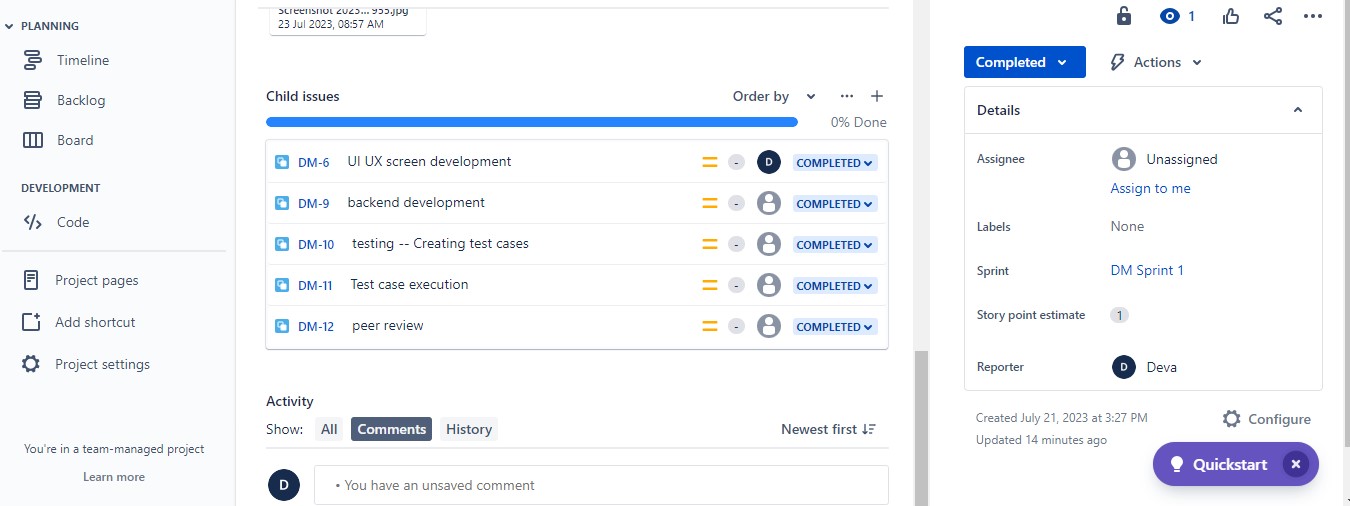 PLANNING
Timeline
Backlog
Board
DEVELOPMENT
Code
Project pages
Add shortcut
Project settings
You're in a team-managed project
Learn more
Screenshot 2023... 955.jpg
23 Jul 2023, 08:57 AM
Child issues
Order by
0% Done
DM-6 UI UX screen development - D COMPLETED
DM-9 backend development - COMPLETED
DM-10 testing -- Creating test cases - COMPLETED
DM-11 Test case execution - COMPLETED
DM-12 peer review - COMPLETED
Activity
Show: All Comments History Newest first
D • You have an unsaved comment
1
Completed Actions
Details
Assignee Unassigned
Assign to me
Labels None
Sprint DM Sprint 1
Story point estimate 1
Reporter D Deva
Created July 21, 2023 at 3:27 PM
Configure
Updated 14 minutes ago
Quickstart